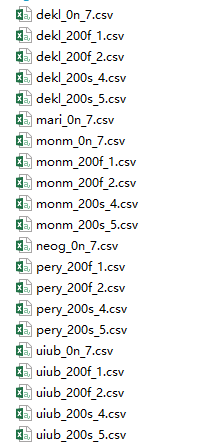 dekl_0n_7.csv
dekl_200f_1.csv
dekl_200f_2.csv
dekl_200s_4.csv
dekl_200s_5.csv
mari_0n_7.csv
monm_0n_7.csv
monm_200f_1.csv
monm_200f_2.csv
monm_200s_4.csv
monm_200s_5.csv
neog_0n_7.csv
pery_200f_1.csv
pery_200f_2.csv
pery_200s_4.csv
pery_200s_5.csv
uiub_0n_7.csv
uiub_200f_1.csv
uiub_200f_2.csv
uiub_200s_4.csv
uiub_200s_5.csv